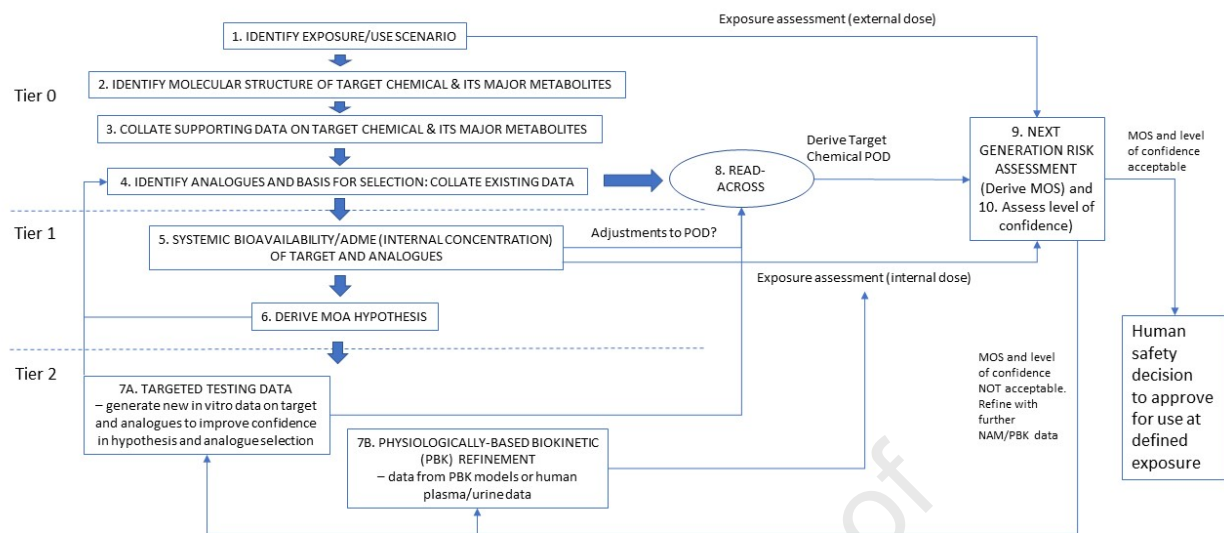 Exposure assessment (external dose)
1. IDENTIFY EXPOSURE/USE SCENARIO
Tier 0
2. IDENTIFY MOLECULAR STRUCTURE OF TARGET CHEMICAL & ITS MAJOR METABOLITES
3. COLLATE SUPPORTING DATA ON TARGET CHEMICAL & ITS MAJOR METABOLITES
4. IDENTIFY ANALOGUES AND BASIS FOR SELECTION: COLLATE EXISTING DATA
8. READ-
ACROSS
Derive Target
Chemical POD
9. NEXT
GENERATION RISK
ASSESSMENT
(Derive MOS) and
10. Assess level of
confidence)
MOS and level
of confidence
acceptable
Tier 1
5. SYSTEMIC BIOAVAILABILITY/ADME (INTERNAL CONCENTRATION)
OF TARGET AND ANALOGUES
Adjustments to POD?
Exposure assessment (internal dose)
6. DERIVE MOA HYPOTHESIS
Tier 2
7A. TARGETED TESTING DATA
– generate new in vitro data on target
and analogues to improve confidence
in hypothesis and analogue selection
7B. PHYSIOLOGICALLY-BASED BIOKINETIC
(PBK) REFINEMENT
– data from PBK models or human
plasma/urine data
MOS and level
of confidence
NOT acceptable.
Refine with
further
NAM/PBK data
Human
safety
decision
to approve
for use at
defined
exposure
of